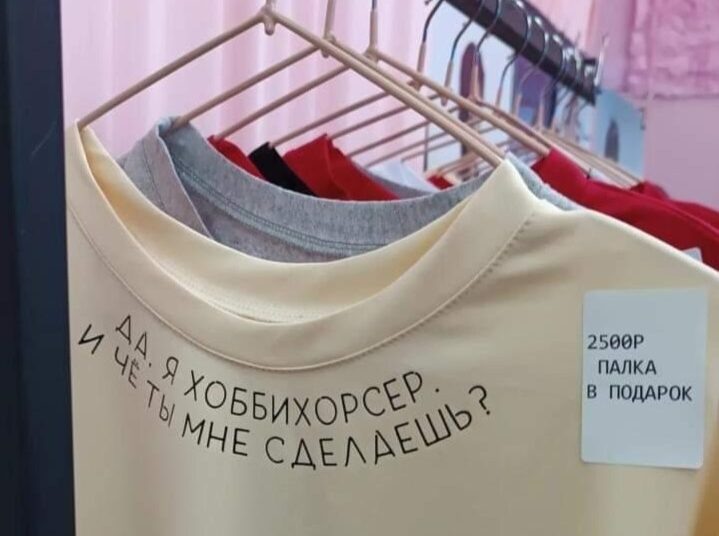 ДА. Я ХОББИХОРСЕР.
И ЧЁ ТЫ МНЕ СДЕЛАЕШЬ?
2500Р
ПАЛКА
В ПОДАРОК